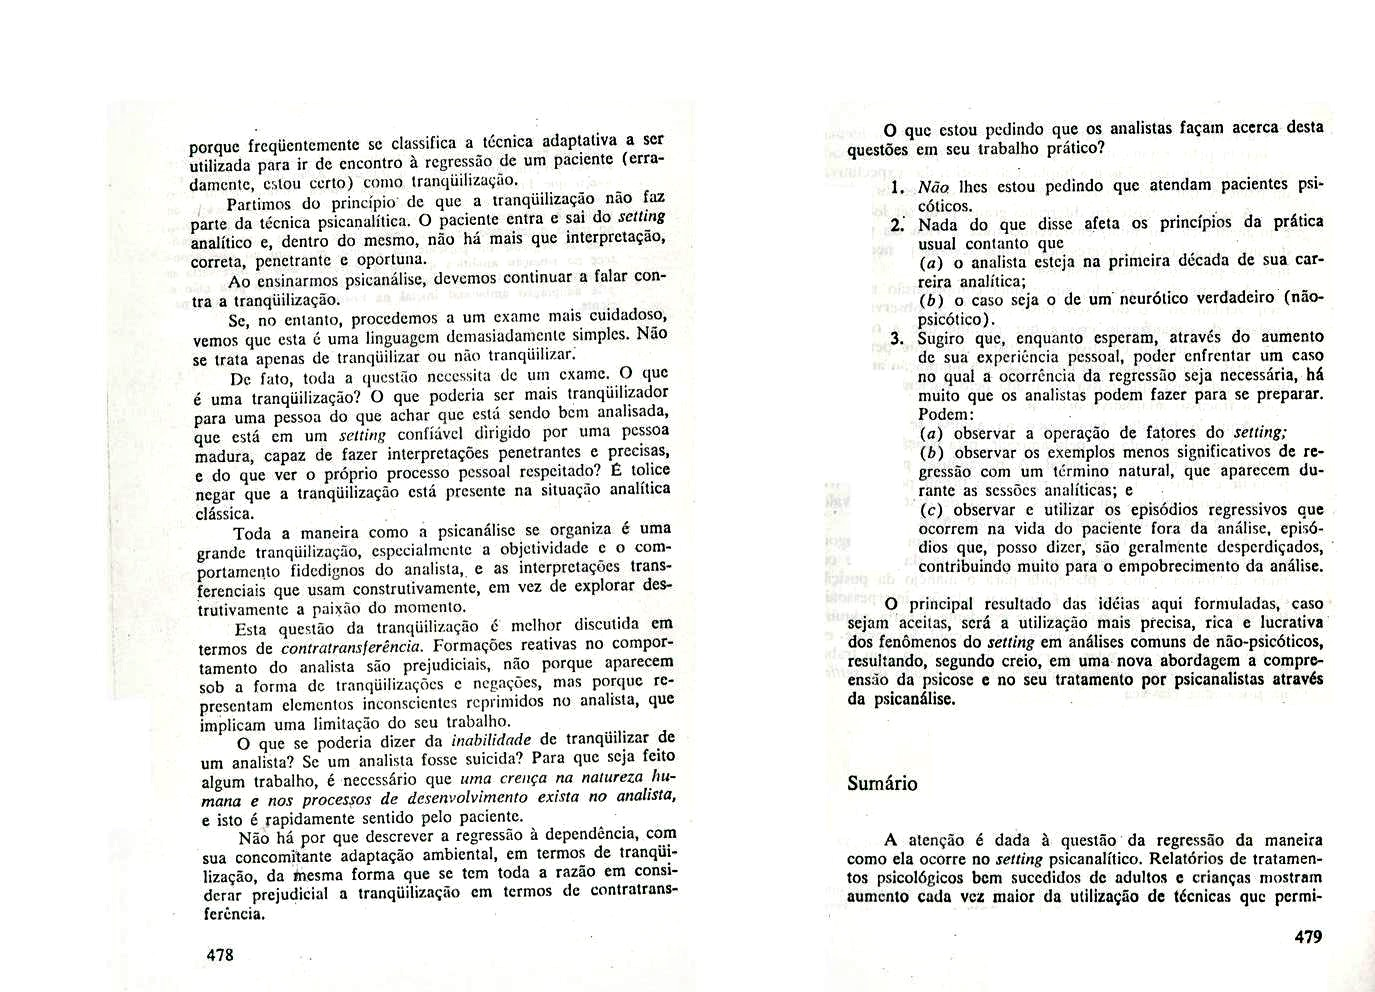 porque freqüentemente se classifica a técnica adaptativa a ser
utilizada para ir de encontro à regressão de um paciente (erra-
damente, estou certo) como tranqüilização.
Partimos do princípio de que a tranqüilização não faz
parte da técnica psicanalítica. O paciente entra e sai do setting
analítico e, dentro do mesmo, não há mais que interpretação,
correta, penetrante e oportuna.
Ao ensinarmos psicanálise, devemos continuar a falar con-
tra a tranqüilização.
Se, no entanto, procedemos a um exame mais cuidadoso,
vemos que esta é uma linguagem demasiadamente simples. Não
se trata apenas de tranqüilizar ou não tranqüilizar.
De fato, toda a questão necessita de um exame. O que
é uma tranqüilização? O que poderia ser mais tranqüilizador
para uma pessoa do que achar que está sendo bem analisada,
que está em um setting confíável dirigido por uma pessoa
madura, capaz de fazer interpretações penetrantes e precisas,
e do que ver o próprio processo pessoal respeitado? É tolice
negar que a tranqüilização está presente na situação analítica
clássica.
Toda a maneira como a psicanálise se organiza é uma
grande tranqüilização, especialmente a objetividade e o com-
portamento fidedignos do analista, e as interpretações trans-
ferenciais que usam construtivamente, em vez de explorar des-
trutivamente a paixão do momento.
Esta questão da tranqüilização é melhor discutida em
termos de contratransferência. Formações reativas no compor-
tamento do analista são prejudiciais, não porque aparecem
sob a forma de tranqüilizações e negações, mas porque re-
presentam elementos inconscientes reprimidos no analista, que
implicam uma limitação do seu trabalho.
O que se poderia dizer da inabilidade de tranqüilizar de
um analista? Se um analista fosse suicida? Para que seja feito
algum trabalho, é necessário que uma crença na natureza hu-
mana e nos processos de desenvolvimento exista no analista,
e isto é rapidamente sentido pelo paciente.
Não há por que descrever a regressão à dependência, com
sua concomitante adaptação ambiental, em termos de tranqüi-
lização, da mesma forma que se tem toda a razão em consi-
derar prejudicial a tranqüilização em termos de contratrans-
ferência.
478
O que estou pedindo que os analistas façam acerca desta
questões em seu trabalho prático?
1. Não lhes estou pedindo que atendam pacientes psi-
cóticos.
2. Nada do que disse afeta os princípios da prática
usual contanto que
(a) o analista esteja na primeira década de sua car-
reira analítica;
(b) o caso seja o de um neurótico verdadeiro (não-
psicótico).
3. Sugiro que, enquanto esperam, através do aumento
de sua experiência pessoal, poder enfrentar um caso
no qual a ocorrência da regressão seja necessária, há
muito que os analistas podem fazer para se preparar.
Podem:
(a) observar a operação de fatores do setting;
(b) observar os exemplos menos significativos de re-
gressão com um término natural, que aparecem du-
rante as sessões analíticas; e
(c) observar e utilizar os episódios regressivos que
ocorrem na vida do paciente fora da análise, episó-
dios que, posso dizer, são geralmente desperdiçados,
contribuindo muito para o empobrecimento da análise.
O principal resultado das idéias aqui formuladas, caso
sejam aceitas, será a utilização mais precisa, rica e lucrativa
dos fenômenos do setting em análises comuns de não-psicóticos,
resultando, segundo creio, em uma nova abordagem a compre-
ensão da psicose e no seu tratamento por psicanalistas através
da psicanálise.
Sumário
A atenção é dada à questão da regressão da maneira
como ela ocorre no setting psicanalítico. Relatórios de tratamen-
tos psicológicos bem sucedidos de adultos e crianças mostram
aumento cada vez maior da utilização de técnicas que permi-
479